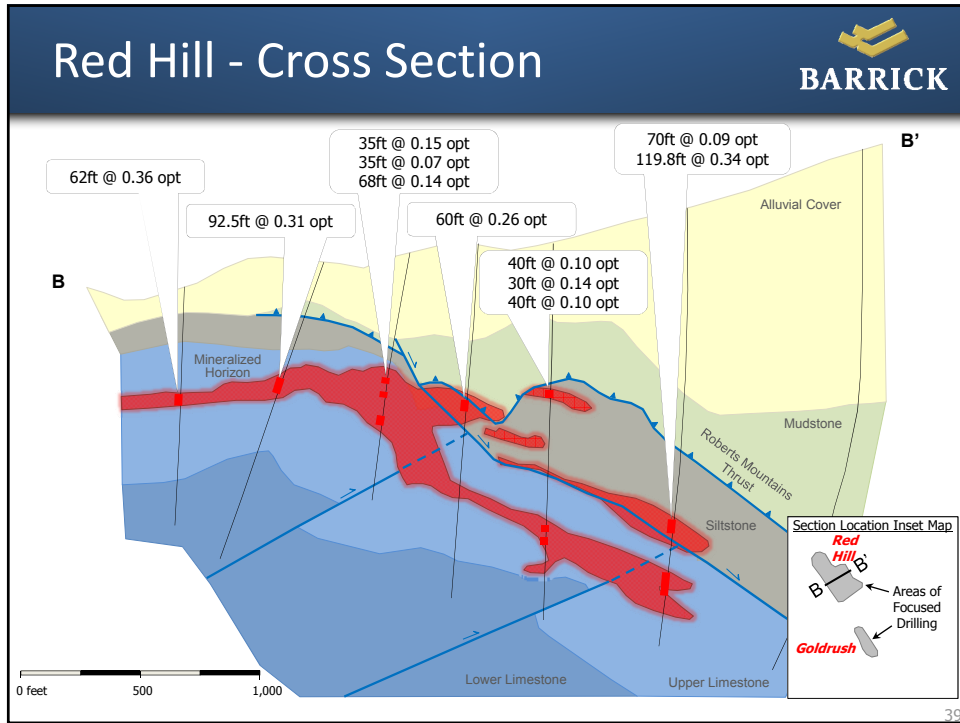 Red Hill - Cross Section
BARRICK
B'
35ft @ 0.15 opt
35ft @ 0.07 opt
68ft @ 0.14 opt
70ft @ 0.09 opt
119.8ft @ 0.34 opt
62ft @ 0.36 opt
92.5ft @ 0.31 opt
60ft @ 0.26 opt
Alluvial Cover
40ft @ 0.10 opt
30ft @ 0.14 opt
40ft @ 0.10 opt
B
Mineralized
Horizon
Mudstone
Roberts Mountains
Thrust
Siltstone
Section Location Inset Map
Red
Hill
B
B'
Areas of
Focused
Drilling
Goldrush
0 feet
500
1,000
Lower Limestone
Upper Limestone
39